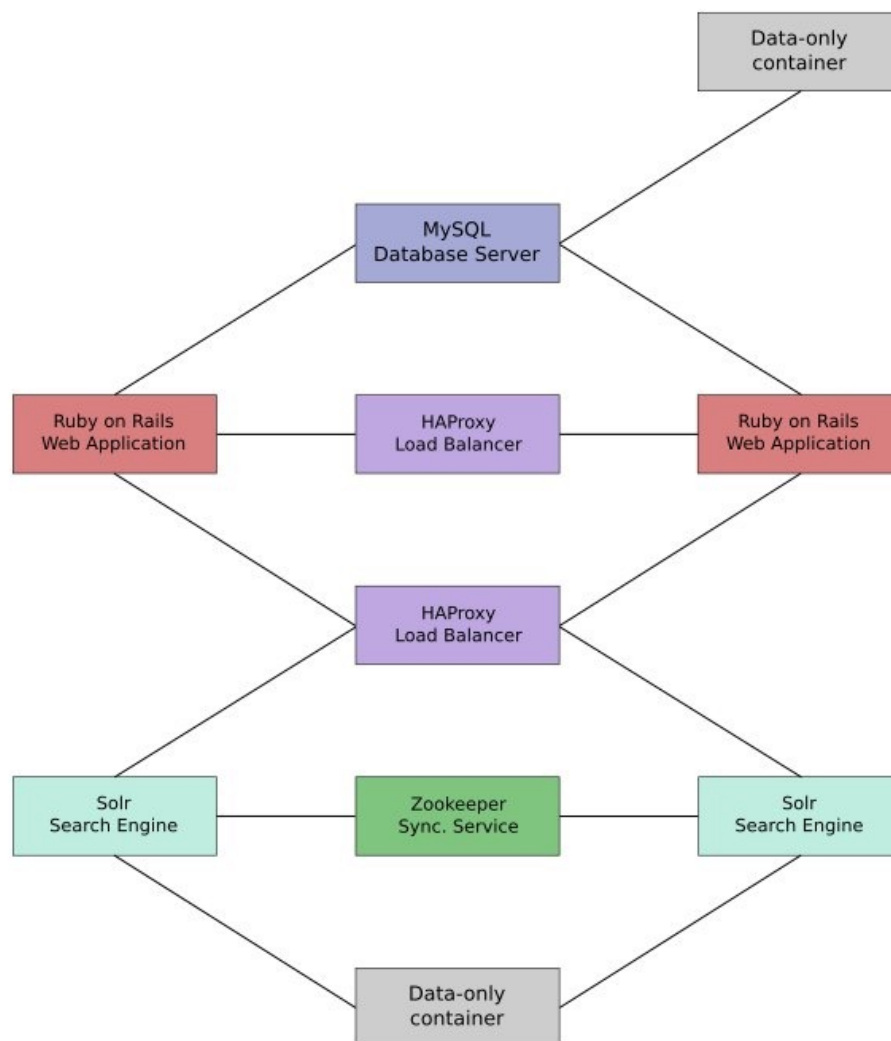 Data-only
container
MySQL
Database Server
Ruby on Rails
Web Application
HAProxy
Load Balancer
Ruby on Rails
Web Application
HAProxy
Load Balancer
Solr
Search Engine
Zookeeper
Sync. Service
Solr
Search Engine
Data-only
container